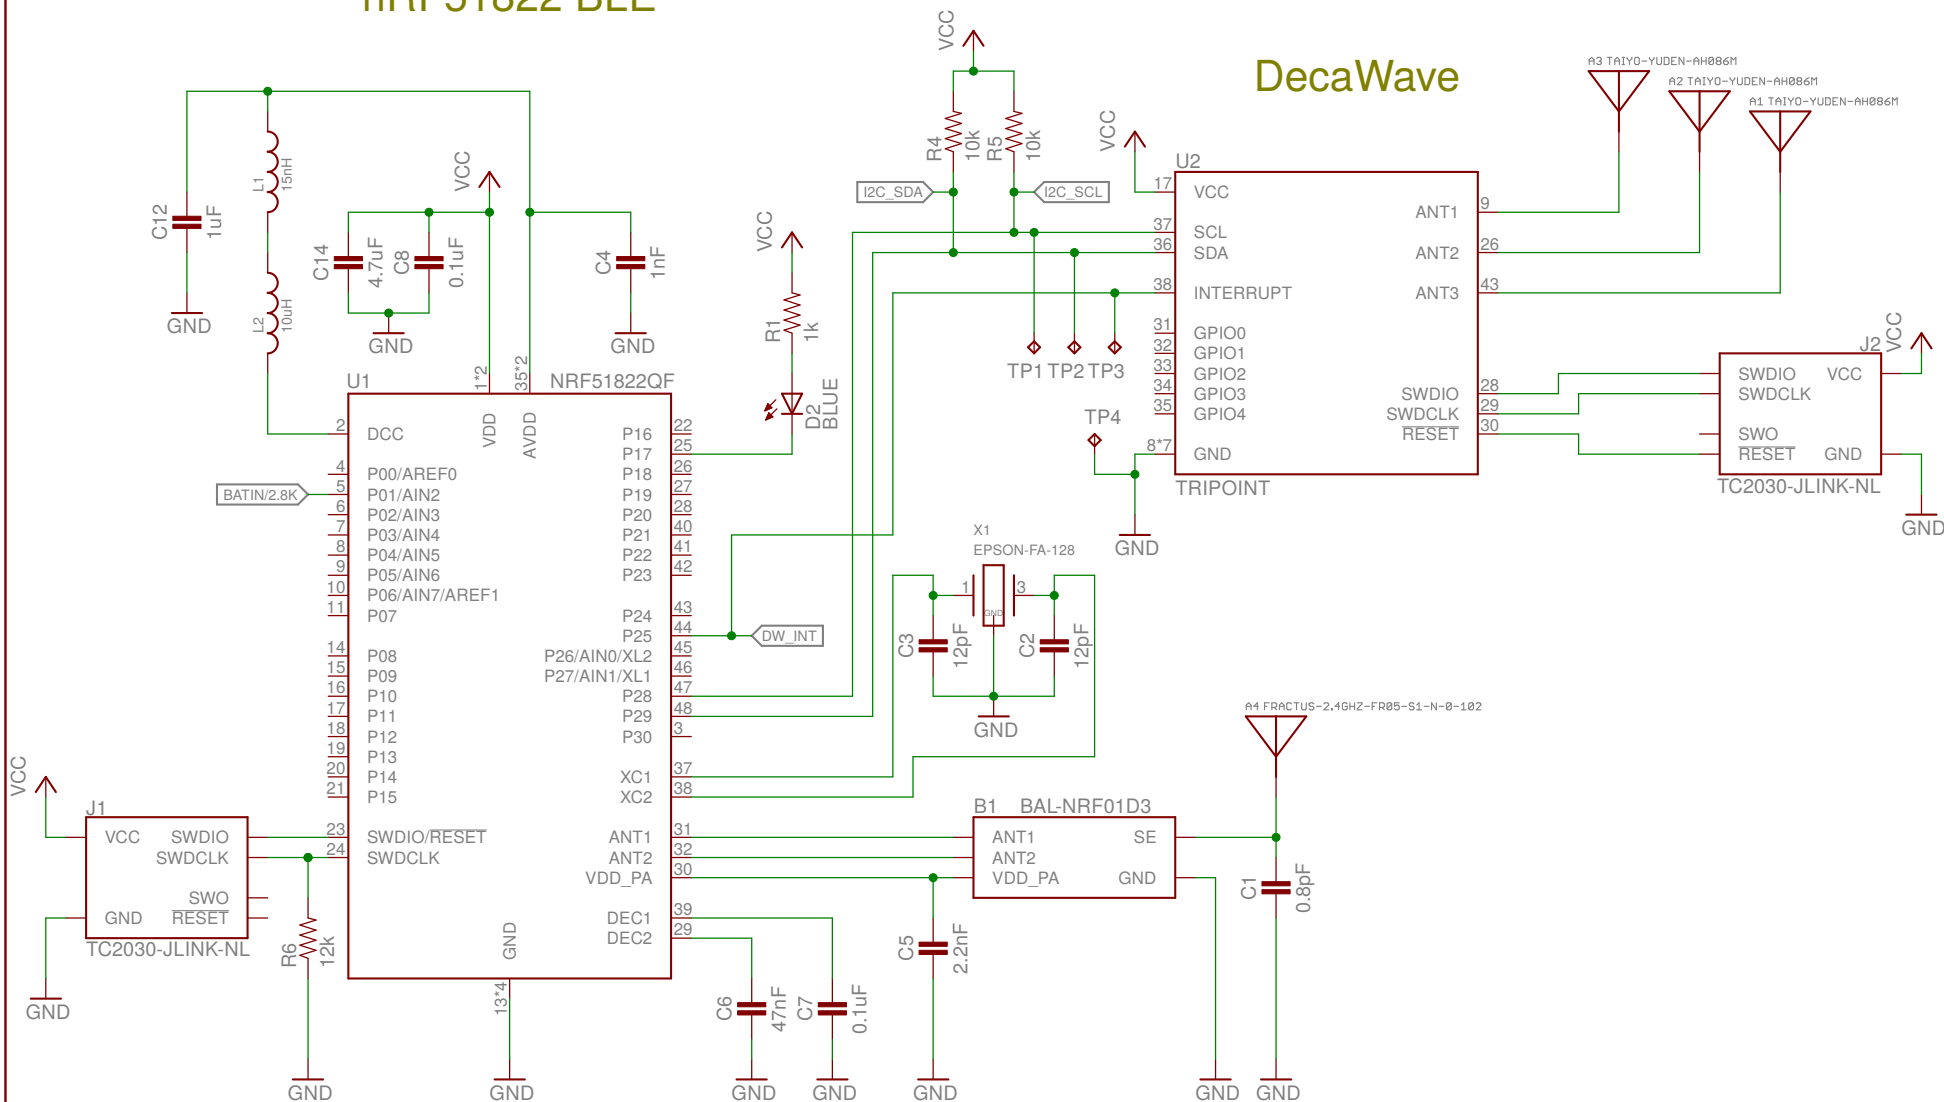 nRF51822 BLE
DecaWave
VCC
A3 TAIYO-YUDEN-AH086M
A2 TAIYO-YUDEN-AH086M
A1 TAIYO-YUDEN-AH086M
C12
1uF
GND
L1
15nH
L2
10uH
VCC
C14
4.7uF
C8
0.1uF
GND
C4
1nF
GND
VCC
R1
1k
D2
BLUE
R4
10k
R5
10k
I2C_SDA
I2C_SCL
VCC
U2
17 VCC
37 SCL
36 SDA
38 INTERRUPT
31 GPIO0
32 GPIO1
33 GPIO2
34 GPIO3
35 GPIO4
8*7 GND
ANT1 9
ANT2 26
ANT3 43
SWDIO 28
SWDCLK 29
RESET 30
TRIPOINT
TP1 TP2 TP3
TP4
GND
J2
VCC
SWDIO VCC
SWDCLK
SWO
RESET GND
TC2030-JLINK-NL
GND
U1
1*2
35*2
NRF51822QF
VDD
AVDD
2 DCC
4 P00/AREF0
BATIN/2.8K
5 P01/AIN2
6 P02/AIN3
7 P03/AIN4
8 P04/AIN5
9 P05/AIN6
10 P06/AIN7/AREF1
11 P07
14 P08
15 P09
16 P10
17 P11
18 P12
19 P13
20 P14
21 P15
23 SWDIO/RESET
24 SWDCLK
P16 22
P17 25
P18 26
P19 27
P20 28
P21 40
P22 41
P23 42
P24 43
P25 44
DW_INT
P26/AIN0/XL2 45
P27/AIN1/XL1 46
P28 47
P29 48
P30 3
XC1 37
XC2 38
ANT1 31
ANT2 32
VDD_PA 30
DEC1 39
DEC2 29
GND
13*4
GND
X1
EPSON-FA-128
1
3
GND
C3
12pF
C2
12pF
GND
A4 FRACTUS-2.4GHZ-FR05-S1-N-0-102
B1 BAL-NRF01D3
ANT1 SE
ANT2
VDD_PA GND
C1
0.8pF
C5
2.2nF
C6
47nF
C7
0.1uF
GND
GND
GND
GND
GND
VCC
J1
VCC SWDIO
SWDCLK
SWO
GND RESET
TC2030-JLINK-NL
GND
R6
12k
GND